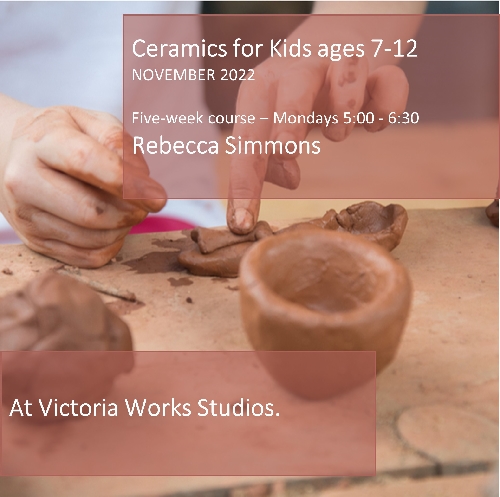 Ceramics for Kids ages 7-12
NOVEMBER 2022
Five-week course – Mondays 5:00 - 6:30
Rebecca Simmons
At Victoria Works Studios.